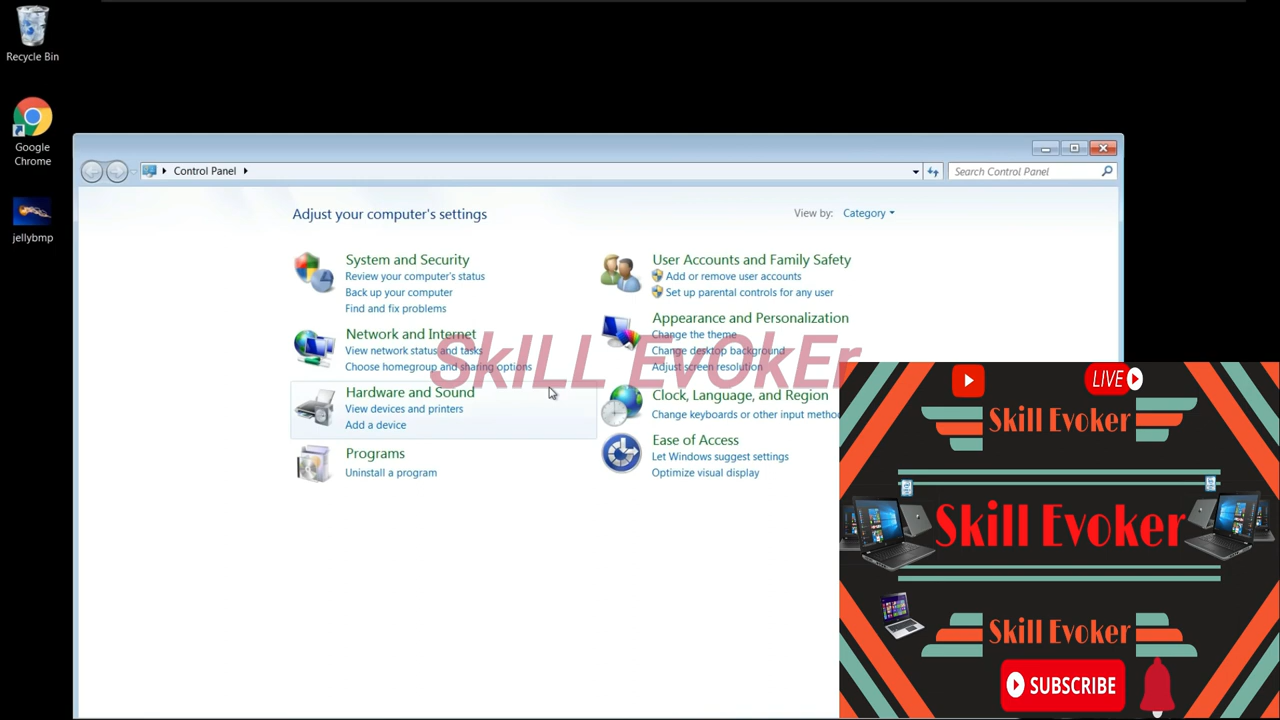 Recycle Bin
Google
Chrome
jellybmp
Control Panel
Search Control Panel
Adjust your computer's settings
View by: Category
System and Security
Review your computer's status
Back up your computer
Find and fix problems
Network and Internet
View network status and tasks
Choose homegroup and sharing options
Hardware and Sound
View devices and printers
Add a device
Programs
Uninstall a program
User Accounts and Family Safety
Add or remove user accounts
Set up parental controls for any user
Appearance and Personalization
Change the theme
Change desktop background
Adjust screen resolution
Clock, Language, and Region
Change keyboards or other input metho
Ease of Access
Let Windows suggest settings
Optimize visual display
SkILL EvOkEr
LIVE
Skill Evoker
Skill Evoker
Skill Evoker
SUBSCRIBE